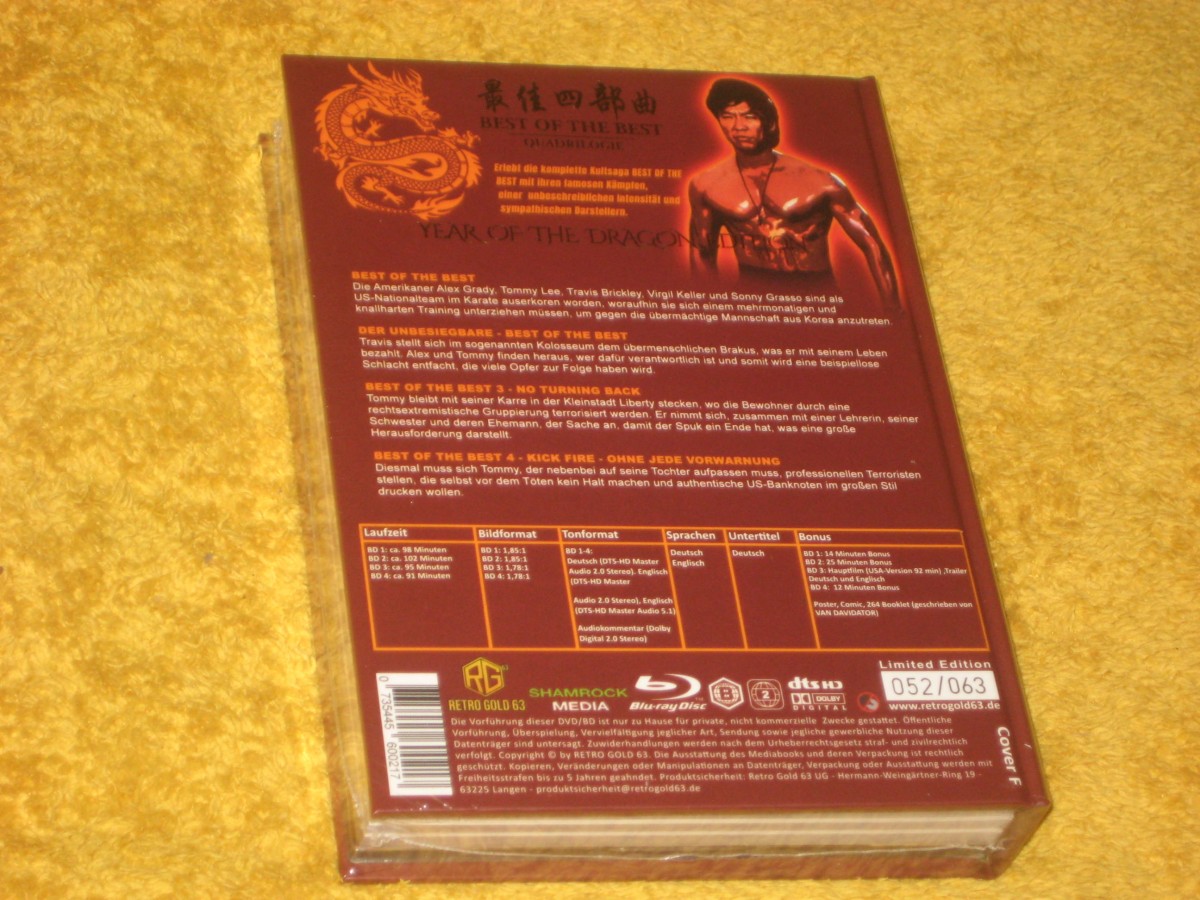 最佳四部曲
BEST OF THE BEST
QUADRILOGIE
Erlebt die komplette Kultsaga BEST OF THE
BEST mit ihren famosen Kämpfen,
einer unbeschreiblichen Intensität und
sympathischen Darstellern.
YEAR OF THE DRAGON EDITION
BEST OF THE BEST
Die Amerikaner Alex Grady, Tommy Lee, Travis Brickley, Virgil Keller und Sonny Grasso sind als
US-Nationalteam im Karate auserkoren worden, woraufhin sie sich einem mehrmonatigen und
knallharten Training unterziehen müssen, um gegen die übermächtige Mannschaft aus Korea anzutreten.
DER UNBESIEGBARE - BEST OF THE BEST
Travis stellt sich im sogenannten Kolosseum dem übermenschlichen Brakus, was er mit seinem Leben
bezahlt. Alex und Tommy finden heraus, wer dafür verantwortlich ist und somit wird eine beispiellose
Schlacht entfacht, die viele Opfer zur Folge haben wird.
BEST OF THE BEST 3 - NO TURNING BACK
Tommy bleibt mit seiner Karre in der Kleinstadt Liberty stecken, wo die Bewohner durch eine
rechtsextremistische Gruppierung terrorisiert werden. Er nimmt sich, zusammen mit einer Lehrerin, seiner
Schwester und deren Ehemann, der Sache an, damit der Spuk ein Ende hat, was eine große
Herausforderung darstellt.
BEST OF THE BEST 4 - KICK FIRE - OHNE JEDE VORWARNUNG
Diesmal muss sich Tommy, der nebenbei auf seine Tochter aufpassen muss, professionellen Terroristen
stellen, die selbst vor dem Töten kein Halt machen und authentische US-Banknoten im großen Stil
drucken wollen.
Laufzeit
BD 1: ca. 98 Minuten
BD 2: ca. 102 Minuten
BD 3: ca. 95 Minuten
BD 4: ca. 91 Minuten
Bildformat
BD 1: 1,85:1
BD 2: 1,85:1
BD 3: 1,78:1
BD 4: 1,78:1
Tonformat
BD 1-4:
Deutsch (DTS-HD Master
Audio 2.0 Stereo). Englisch
(DTS-HD Master
Audio 2.0 Stereo), Englisch
(DTS-HD Master Audio 5.1)
Audiokommentar (Dolby
Digital 2.0 Stereo)
Sprachen
Deutsch
Englisch
Untertitel
Deutsch
Bonus
BD 1: 14 Minuten Bonus
BD 2: 25 Minuten Bonus
BD 3: Hauptfilm (USA-Version 92 min) ,Trailer
Deutsch und Englisch
BD 4: 12 Minuten Bonus
Poster, Comic, 264 Booklet (geschrieben von
VAN DAVIDATOR)
0 735445 600217
RG 63
RETRO GOLD 63
SHAMROCK
MEDIA
Blu-ray Disc
B
2
dts HD
DOLBY
DIGITAL
Limited Edition
052/063
www.retrogold63.de
Die Vorführung dieser DVD/BD ist nur zu Hause für private, nicht kommerzielle Zwecke gestattet. Öffentliche
Vorführung, Überspielung, Vervielfältigung jeglicher Art, Sendung sowie jegliche gewerbliche Nutzung dieser
Datenträger sind untersagt. Zuwiderhandlungen werden nach dem Urheberrechtsgesetz straf- und zivilrechtlich
verfolgt. Copyright © by RETRO GOLD 63. Die Ausstattung des Mediabooks und deren Verpackung ist rechtlich
geschützt. Kopieren, Veränderungen oder Manipulationen an Datenträger, Verpackung oder Ausstattung werden mit
Freiheitsstrafen bis zu 5 Jahren geahndet. Produktsicherheit: Retro Gold 63 UG - Hermann-Weingärtner-Ring 19 -
63225 Langen - produktsicherheit@retrogold63.de
Cover F